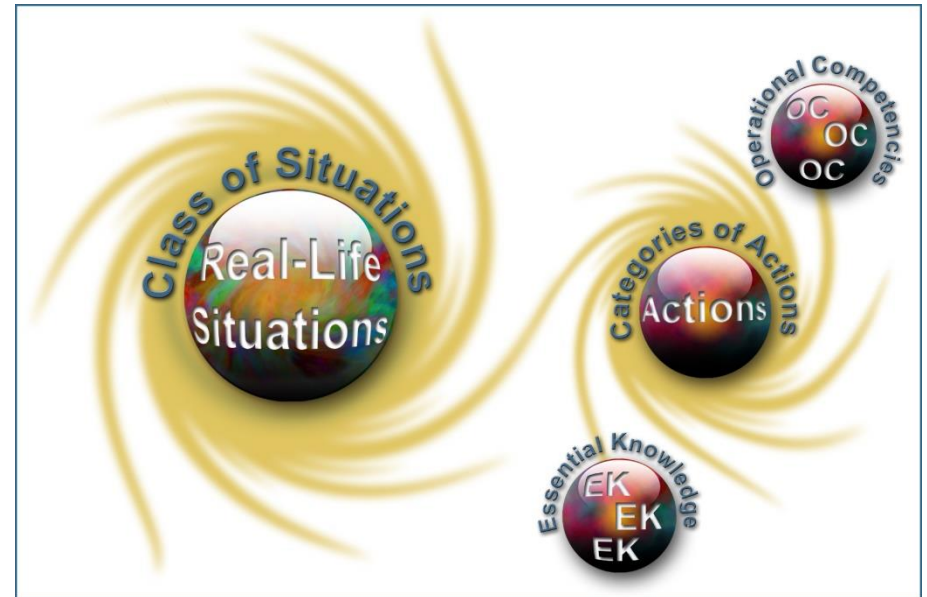 Class of Situations
Real-Life
Situations
Operational Competencies
OC
OC
OC
Categories of Actions
Actions
Essential Knowledge
EK
EK
EK